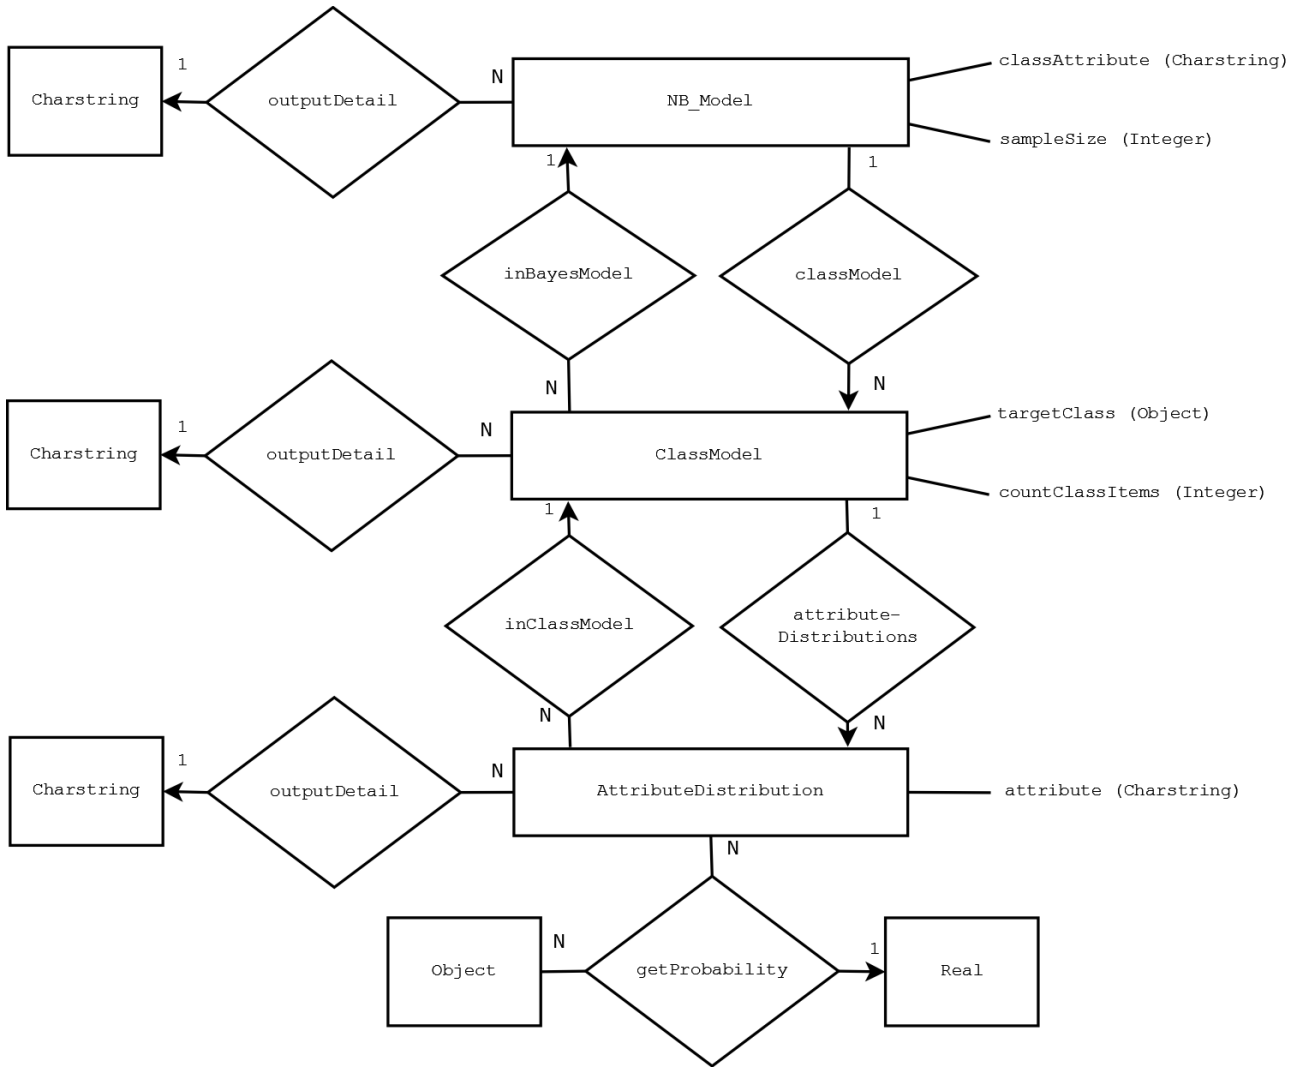 1
N
classAttribute (Charstring)
Charstring
outputDetail
NB_Model
sampleSize (Integer)
1
1
inBayesModel
classModel
N
N
1
N
targetClass (Object)
Charstring
outputDetail
ClassModel
countClassItems (Integer)
1
1
inClassModel
attribute-
Distributions
N
N
1
N
Charstring
outputDetail
AttributeDistribution
attribute (Charstring)
N
N
1
Object
getProbability
Real